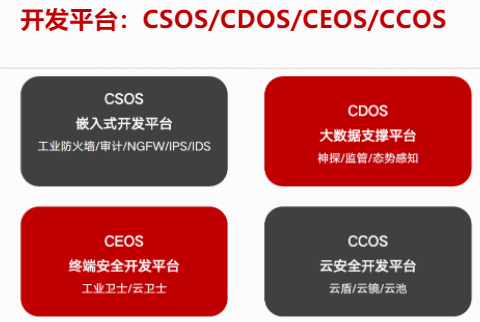 开发平台：CSOS/CDOS/CEOS/CCOS
CSOS
嵌入式开发平台
工业防火墙/审计/NGFW/IPS/IDS
CDOS
大数据支撑平台
神探/监管/态势感知
CEOS
终端安全开发平台
工业卫士/云卫士
CCOS
云安全开发平台
云盾/云镜/云池